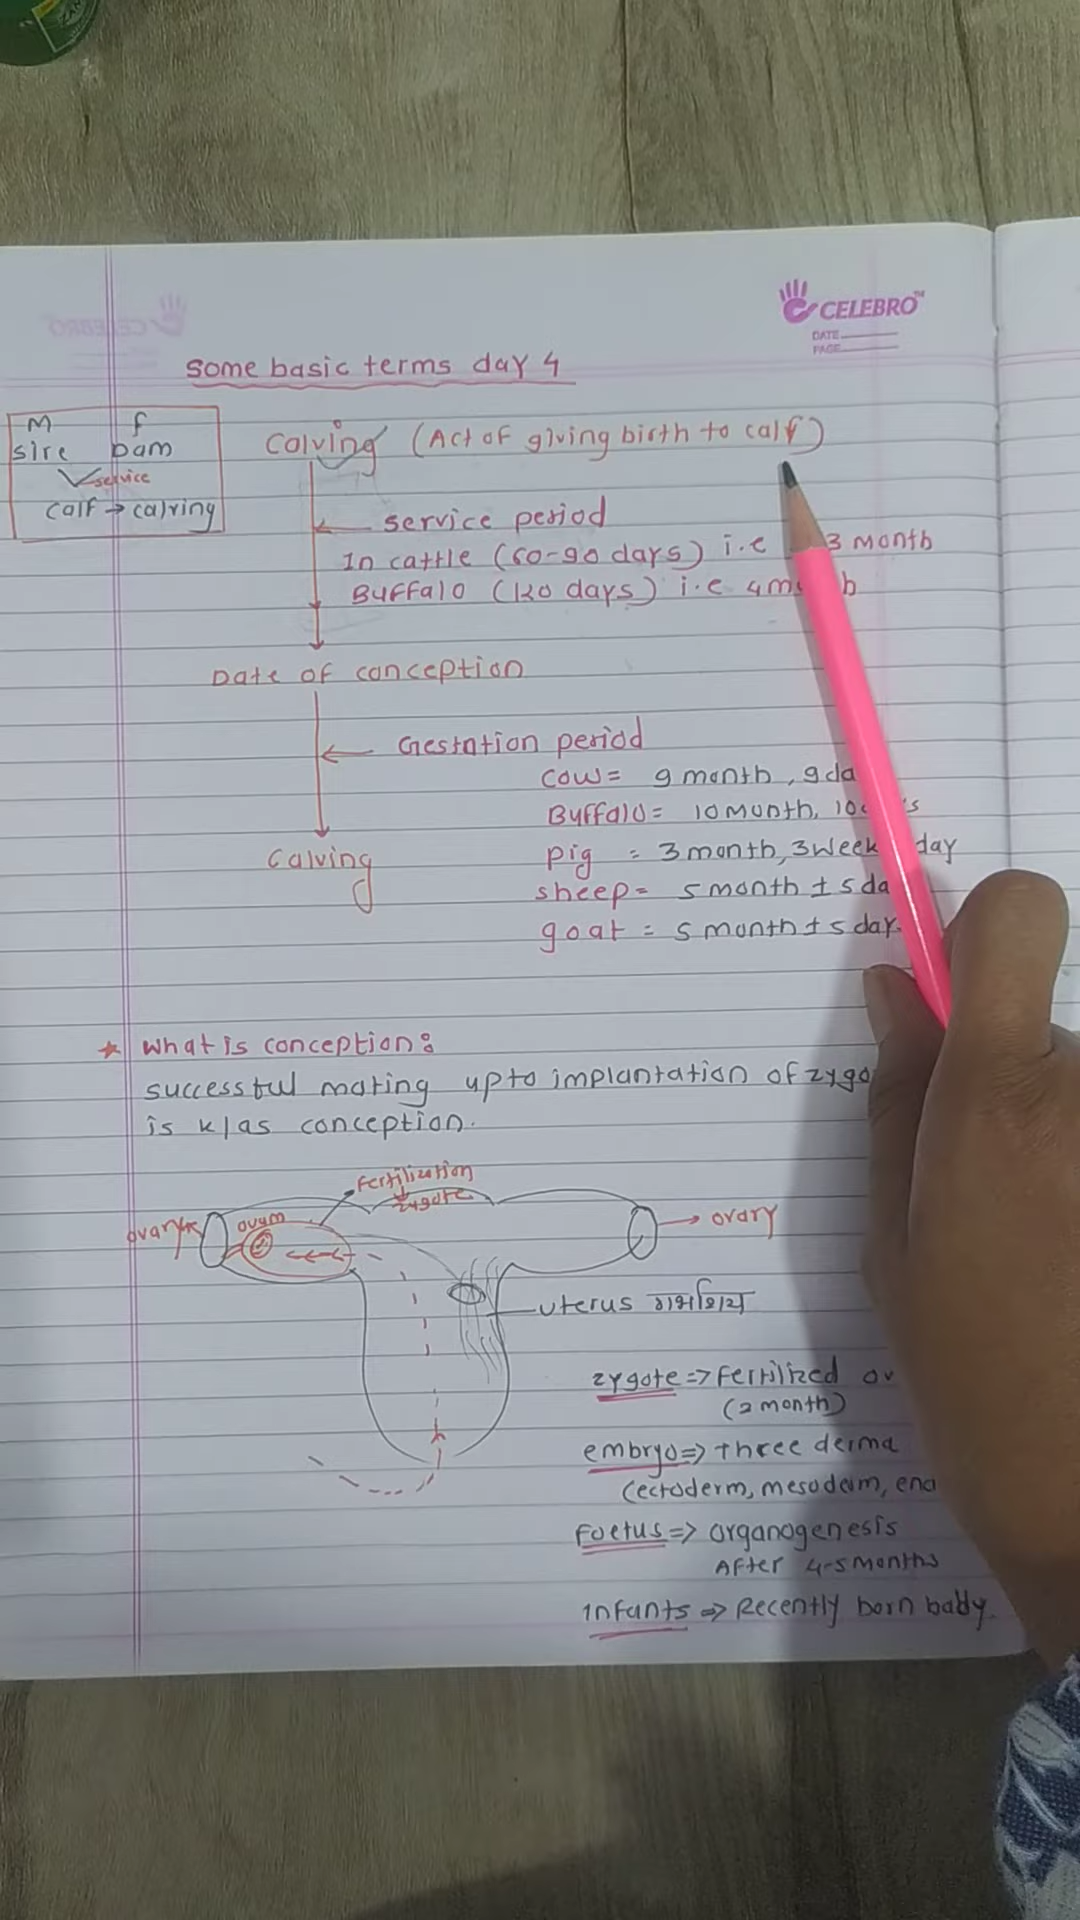 CELEBRO™
DATE
PAGE
some basic terms day 4
M f
sire Dam
service
calf → calving
calving (Act of giving birth to calf)
service period
In cattle (60-90 days) i.e 3 month
Buffalo (120 days) i.e 4 m
Date of conception
Gestation period
cow = 9 month, 9 da
Buffalo = 10 month, 10
calving
pig = 3 month, 3 week day
sheep = 5 month ± 5 da
goat = 5 month ± 5 day
* What is conception:
successful mating upto implantation of zygo
is k/as conception.
Fertilization
zygote
ovary ovum
ovary
uterus गर्भाशय
zygote => Fertilized ov
(2 month)
embryo => three derma
(ectoderm, mesoderm, end
Foetus => organogenesis
After 4-5 months
Infants => Recently born baby.